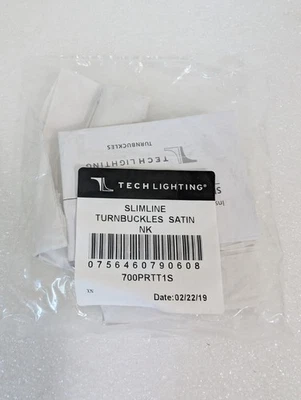 TECH LIGHTING
TURNBUCKLES
TECH LIGHTING®
SLIMLINE
TURNBUCKLES SATIN
NK
0756460790608
700PRTT1S
Date:02/22/19